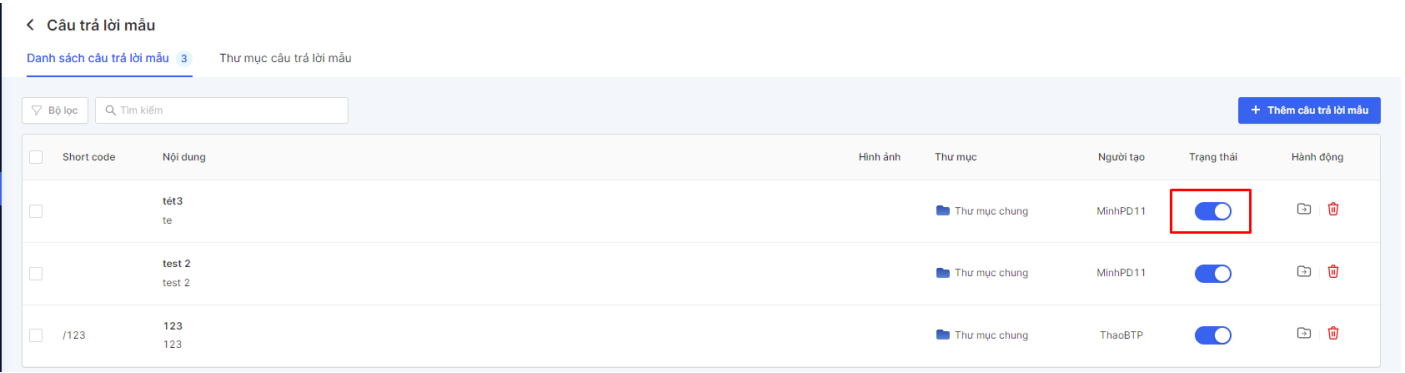 Câu trả lời mẫu
Danh sách câu trả lời mẫu 3 Thư mục câu trả lời mẫu
Bộ lọc Tìm kiếm + Thêm câu trả lời mẫu
Short code Nội dung Hình ảnh Thư mục Người tạo Trạng thái Hành động
tét3
te
Thư mục chung MinhPD11
test 2
test 2
Thư mục chung MinhPD11
/123
123
123
Thư mục chung ThaoBTP